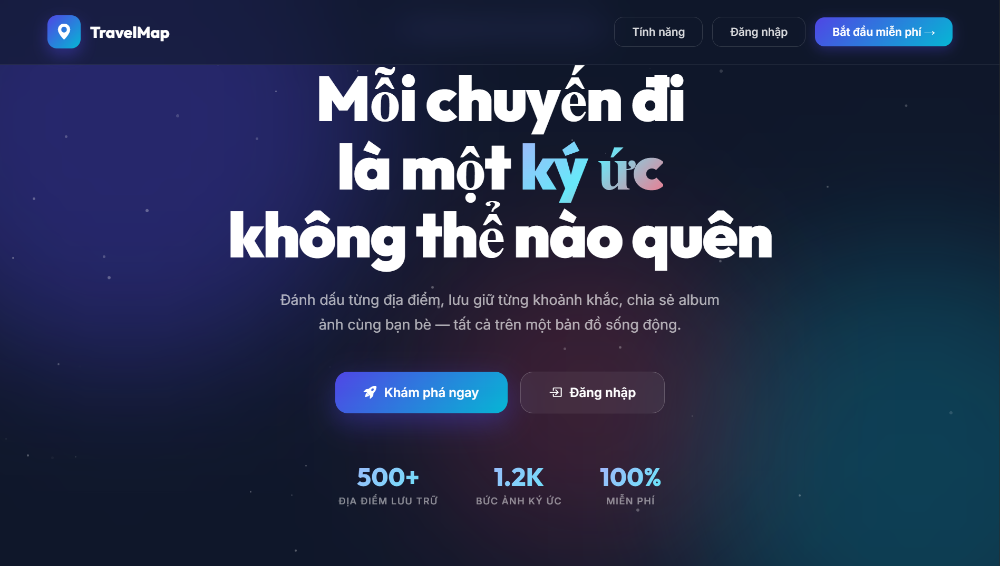 TravelMap
Tính năng
Đăng nhập
Bắt đầu miễn phí →
Mỗi chuyến đi
là một ký ức
không thể nào quên
Đánh dấu từng địa điểm, lưu giữ từng khoảnh khắc, chia sẻ album
ảnh cùng bạn bè — tất cả trên một bản đồ sống động.
Khám phá ngay
Đăng nhập
500+
1.2K
100%
ĐỊA ĐIỂM LƯU TRỮ
BỨC ẢNH KÝ ỨC
MIỄN PHÍ